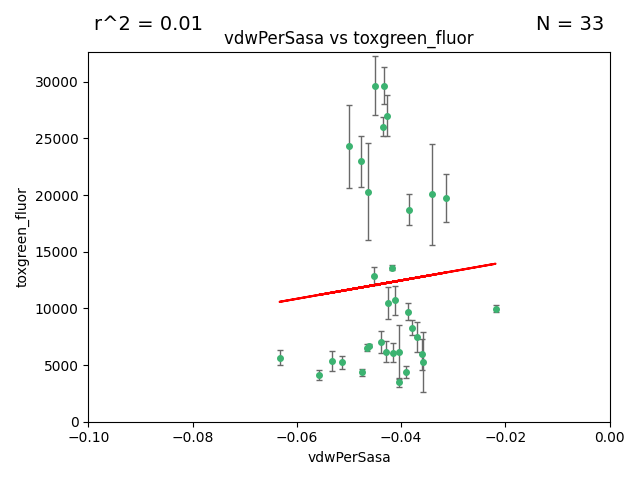 r^2 = 0.01
N = 33
vdwPerSasa vs toxgreen_fluor
toxgreen_fluor
30000
25000
20000
15000
10000
5000
0
−0.10
−0.08
−0.06
−0.04
−0.02
0.00
vdwPerSasa